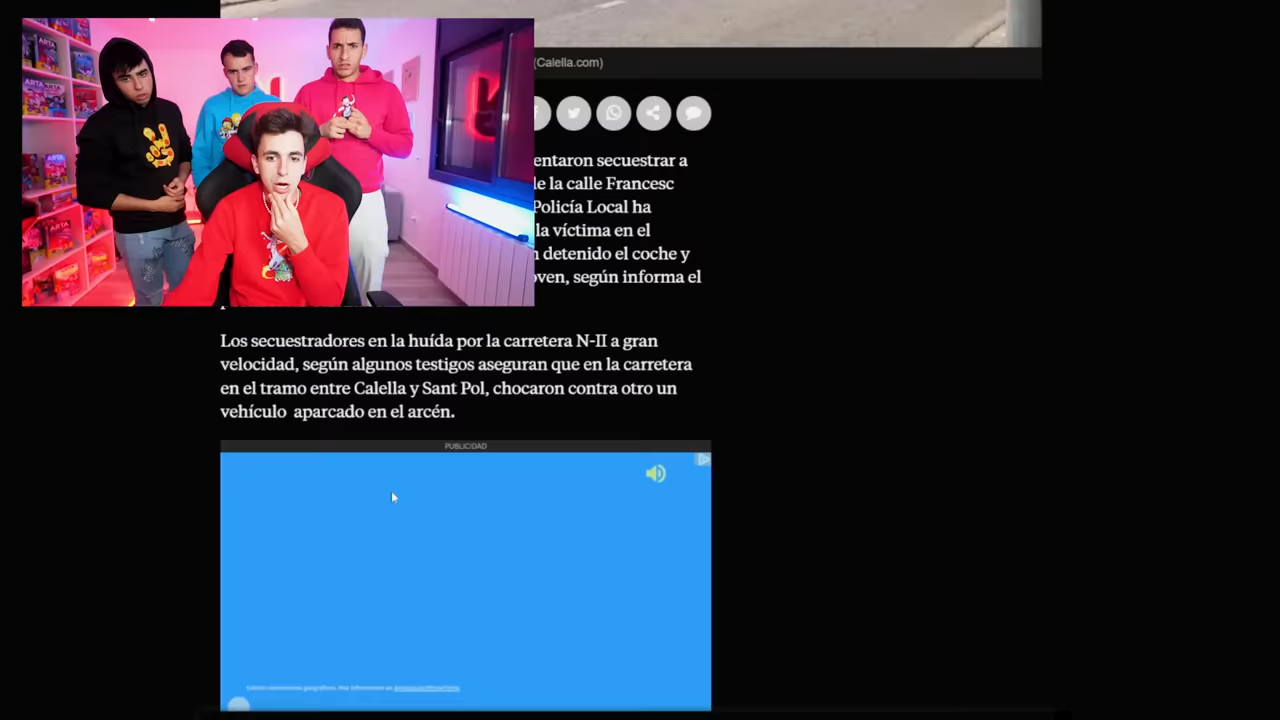 ARTA
ARTA
ARTA
(Calella.com)
entaron secuestrar a
le la calle Francesc
Policía Local ha
la víctima en el
detenido el coche y
oven, según informa el
Los secuestradores en la huída por la carretera N-II a gran
velocidad, según algunos testigos aseguran que en la carretera
en el tramo entre Calella y Sant Pol, chocaron contra otro un
vehículo aparcado en el arcén.
PUBLICIDAD